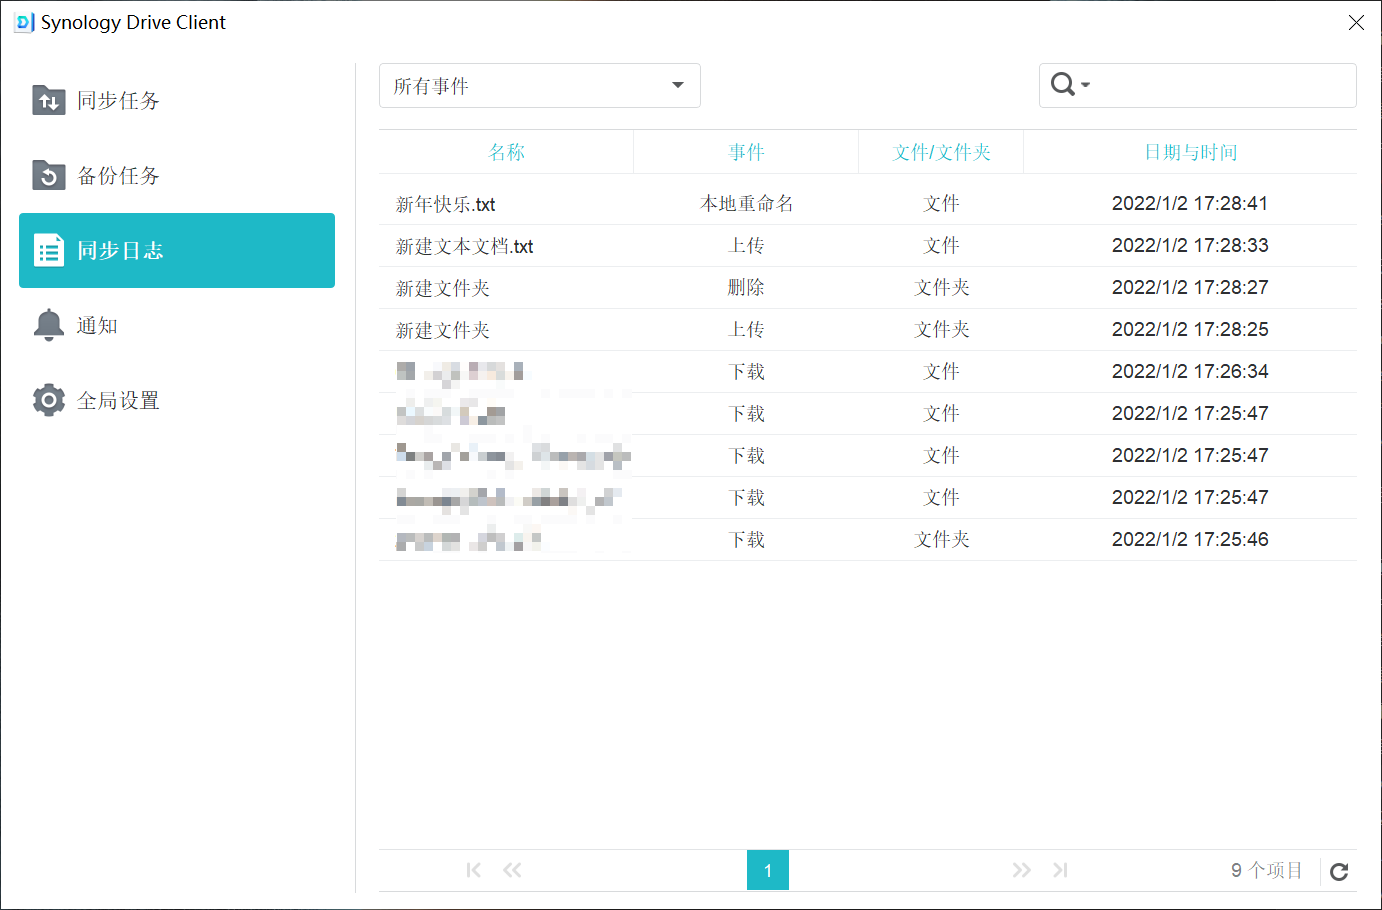 Synology Drive Client
同步任务
备份任务
同步日志
通知
全局设置
所有事件
名称 事件 文件/文件夹 日期与时间
新年快乐.txt 本地重命名 文件 2022/1/2 17:28:41
新建文本文档.txt 上传 文件 2022/1/2 17:28:33
新建文件夹 删除 文件夹 2022/1/2 17:28:27
新建文件夹 上传 文件夹 2022/1/2 17:28:25
下载 文件 2022/1/2 17:26:34
下载 文件 2022/1/2 17:25:47
下载 文件 2022/1/2 17:25:47
下载 文件 2022/1/2 17:25:47
下载 文件夹 2022/1/2 17:25:46
1 9 个项目